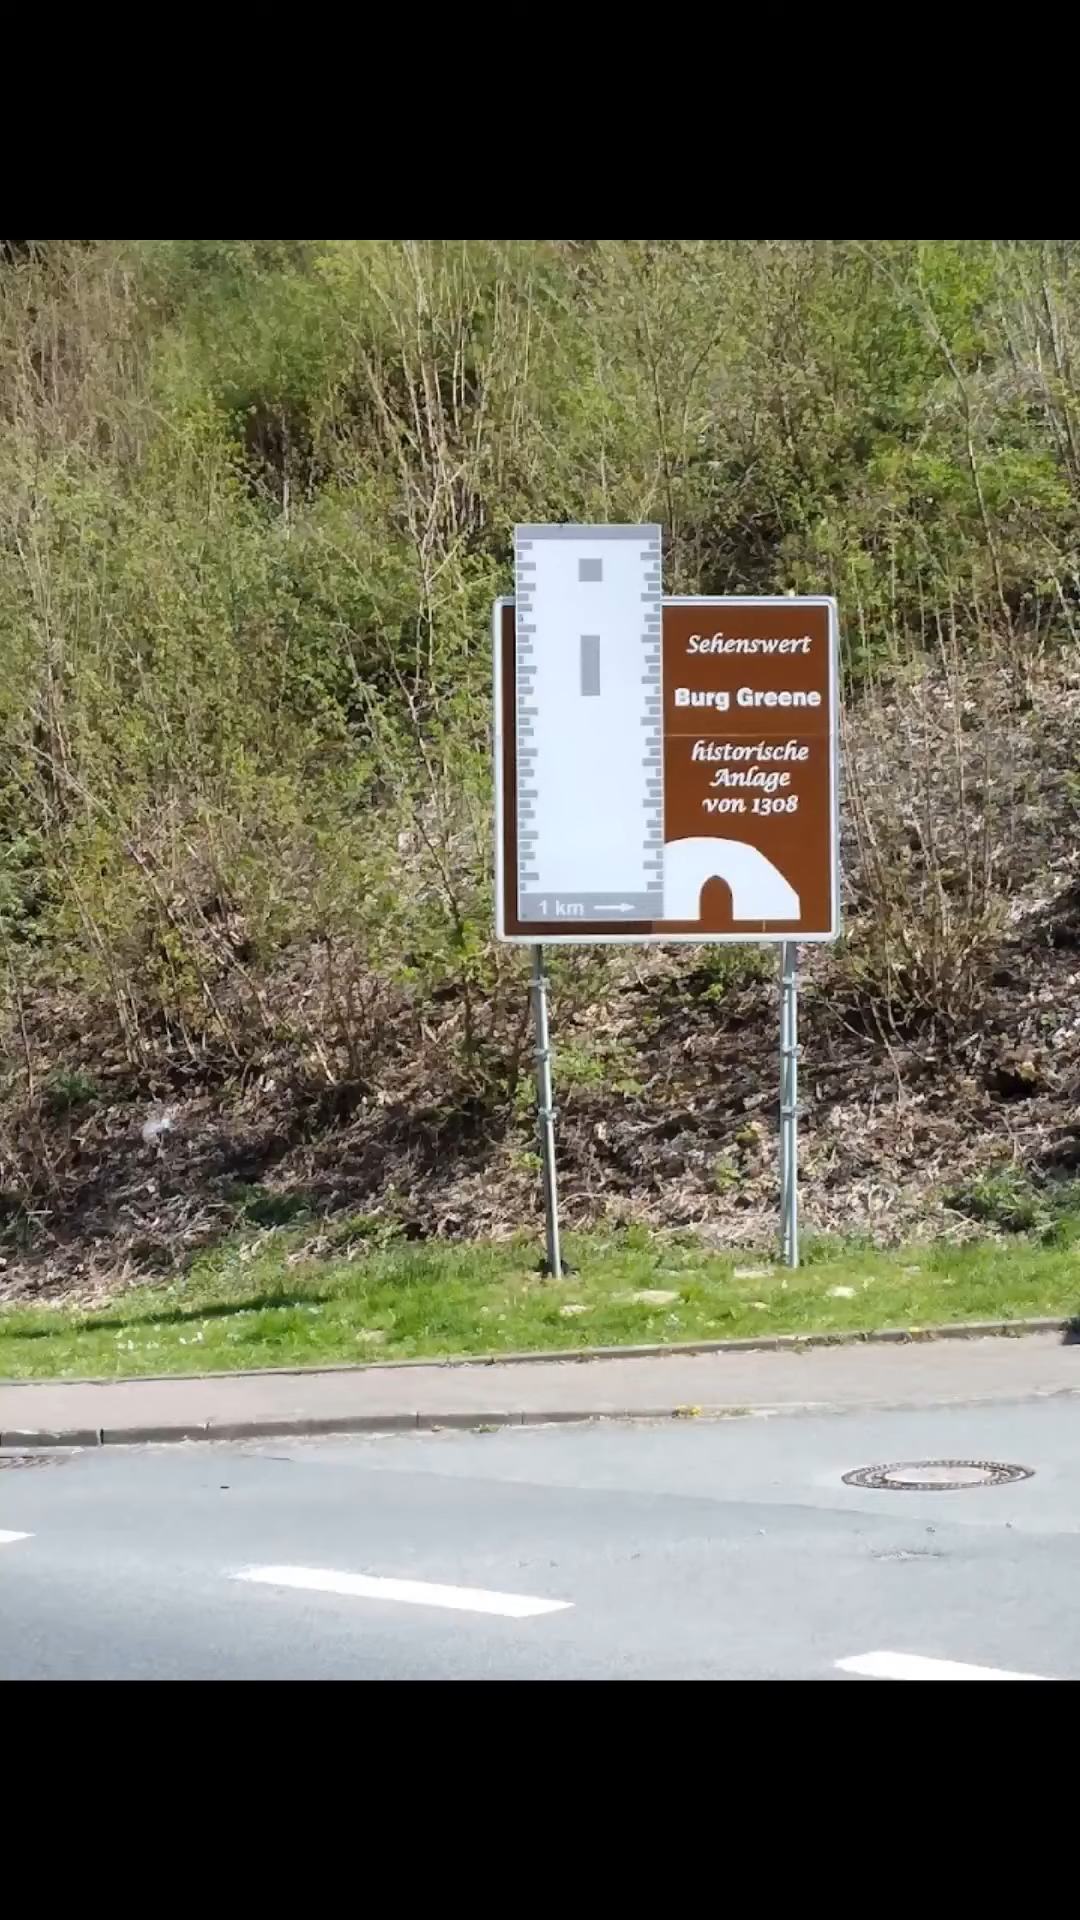 Sehenswert
Burg Greene
historische
Anlage
von 1308
1 km →